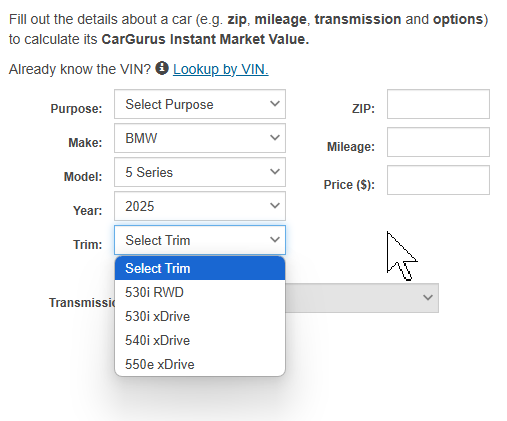 Fill out the details about a car (e.g. zip, mileage, transmission and options)
to calculate its CarGurus Instant Market Value.
Already know the VIN? Lookup by VIN.
Purpose: Select Purpose
ZIP:
Make: BMW
Mileage:
Model: 5 Series
Price ($):
Year: 2025
Trim: Select Trim
Select Trim
530i RWD
Transmissi
530i xDrive
540i xDrive
550e xDrive